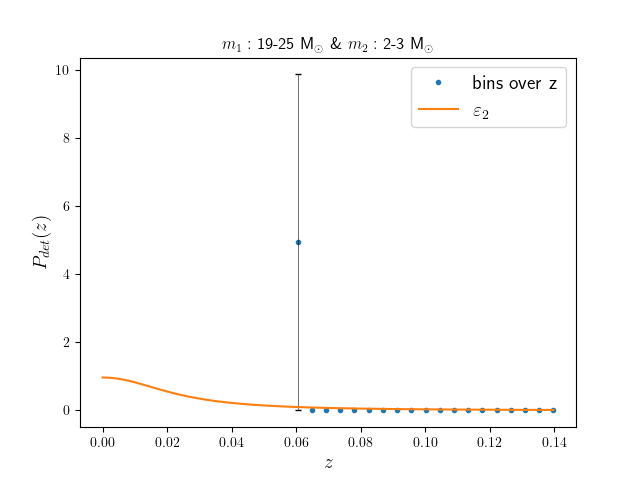 m₁ : 19-25 M☉ & m₂ : 2-3 M☉
10
8
6
4
2
0
P_det(z)
bins over z
ε₂
0.00 0.02 0.04 0.06 0.08 0.10 0.12 0.14
z